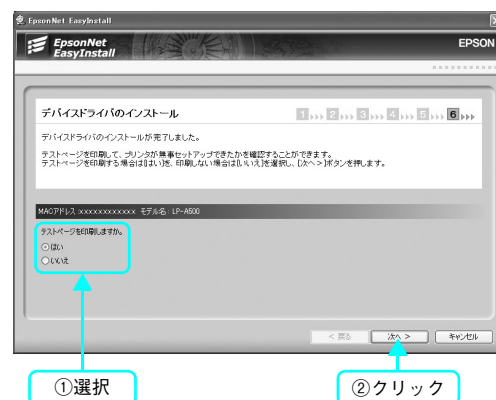 EpsonNet EasyInstall
EpsonNet
EasyInstall
EPSON
デバイスドライバのインストール
1 2 3 4 5 6
デバイスドライバのインストールが完了しました。
テストページを印刷して、プリンタが無事セットアップできたかを確認することができます。
テストページを印刷する場合は[はい]を、印刷しない場合は[いいえ]を選択し、[次へ >]ボタンを押します。
MACアドレス:xxxxxxxxxxxx モデル名: LP-A500
テストページを印刷しますか。
はい
いいえ
< 戻る
次へ >
キャンセル
①選択
②クリック